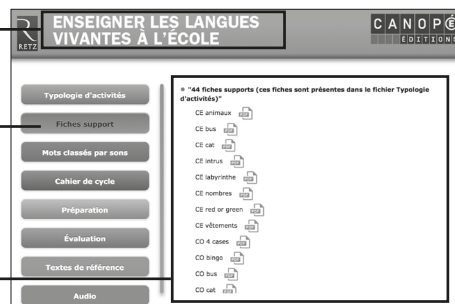 RETZ
ENSEIGNER LES LANGUES
VIVANTES À L'ÉCOLE
CANOPÉ
ÉDITIONS
Typologie d'activités
Fiches support
Mots classés par sons
Cahier de cycle
Préparation
Évaluation
Textes de référence
Audio
"44 fiches supports (ces fiches sont présentes dans le fichier Typologie
d'activités)"
CE animaux
CE bus
CE cat
CE intrus
CE labyrinthe
CE nombres
CE red or green
CE vêtements
CO 4 cases
CO bingo
CO bus
CO cat